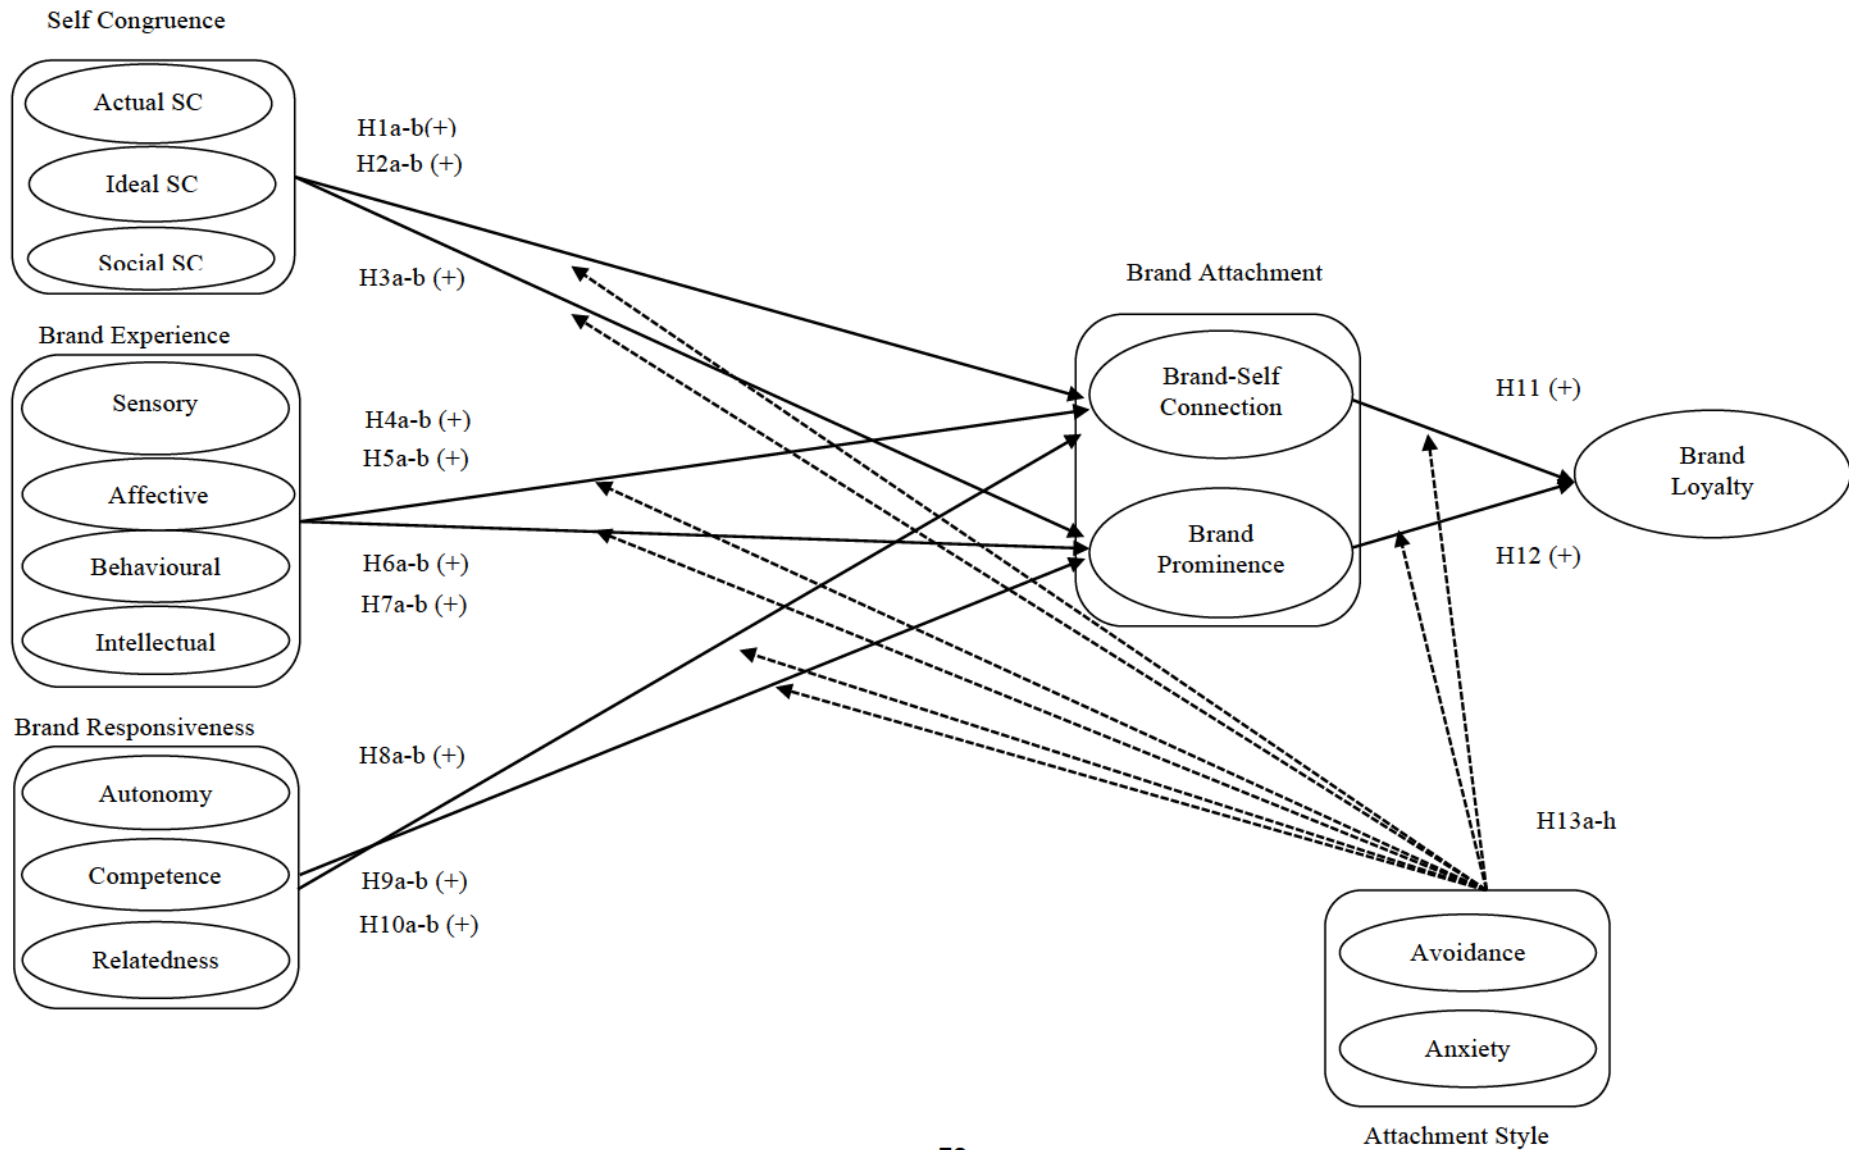 Self Congruence
Actual SC
Ideal SC
Social SC
H1a-b(+)
H2a-b (+)
H3a-b (+)
Brand Experience
Sensory
Affective
Behavioural
Intellectual
H4a-b (+)
H5a-b (+)
H6a-b (+)
H7a-b (+)
Brand Responsiveness
Autonomy
Competence
Relatedness
H8a-b (+)
H9a-b (+)
H10a-b (+)
Brand Attachment
Brand-Self
Connection
Brand
Prominence
H11 (+)
H12 (+)
Brand
Loyalty
H13a-h
Avoidance
Anxiety
Attachment Style